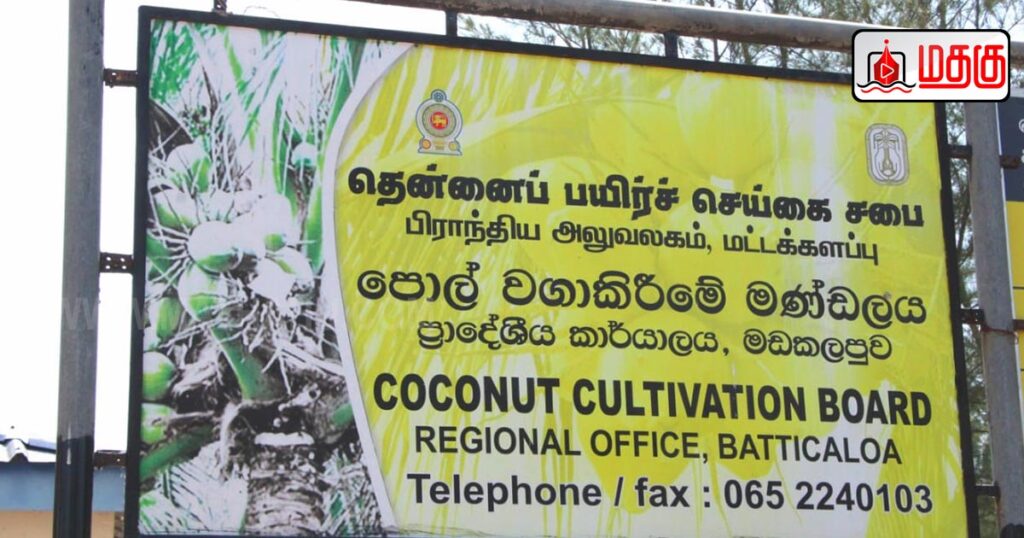 மதகு
தென்னைப் பயிர்ச் செய்கை சபை
பிராந்திய அலுவலகம், மட்டக்களப்பு
පොල් වගාකිරීමේ මණ්ඩලය
ප්‍රාදේශීය කාර්යාලය, මඩකලපුව
COCONUT CULTIVATION BOARD
REGIONAL OFFICE, BATTICALOA
Telephone / fax : 065 2240103